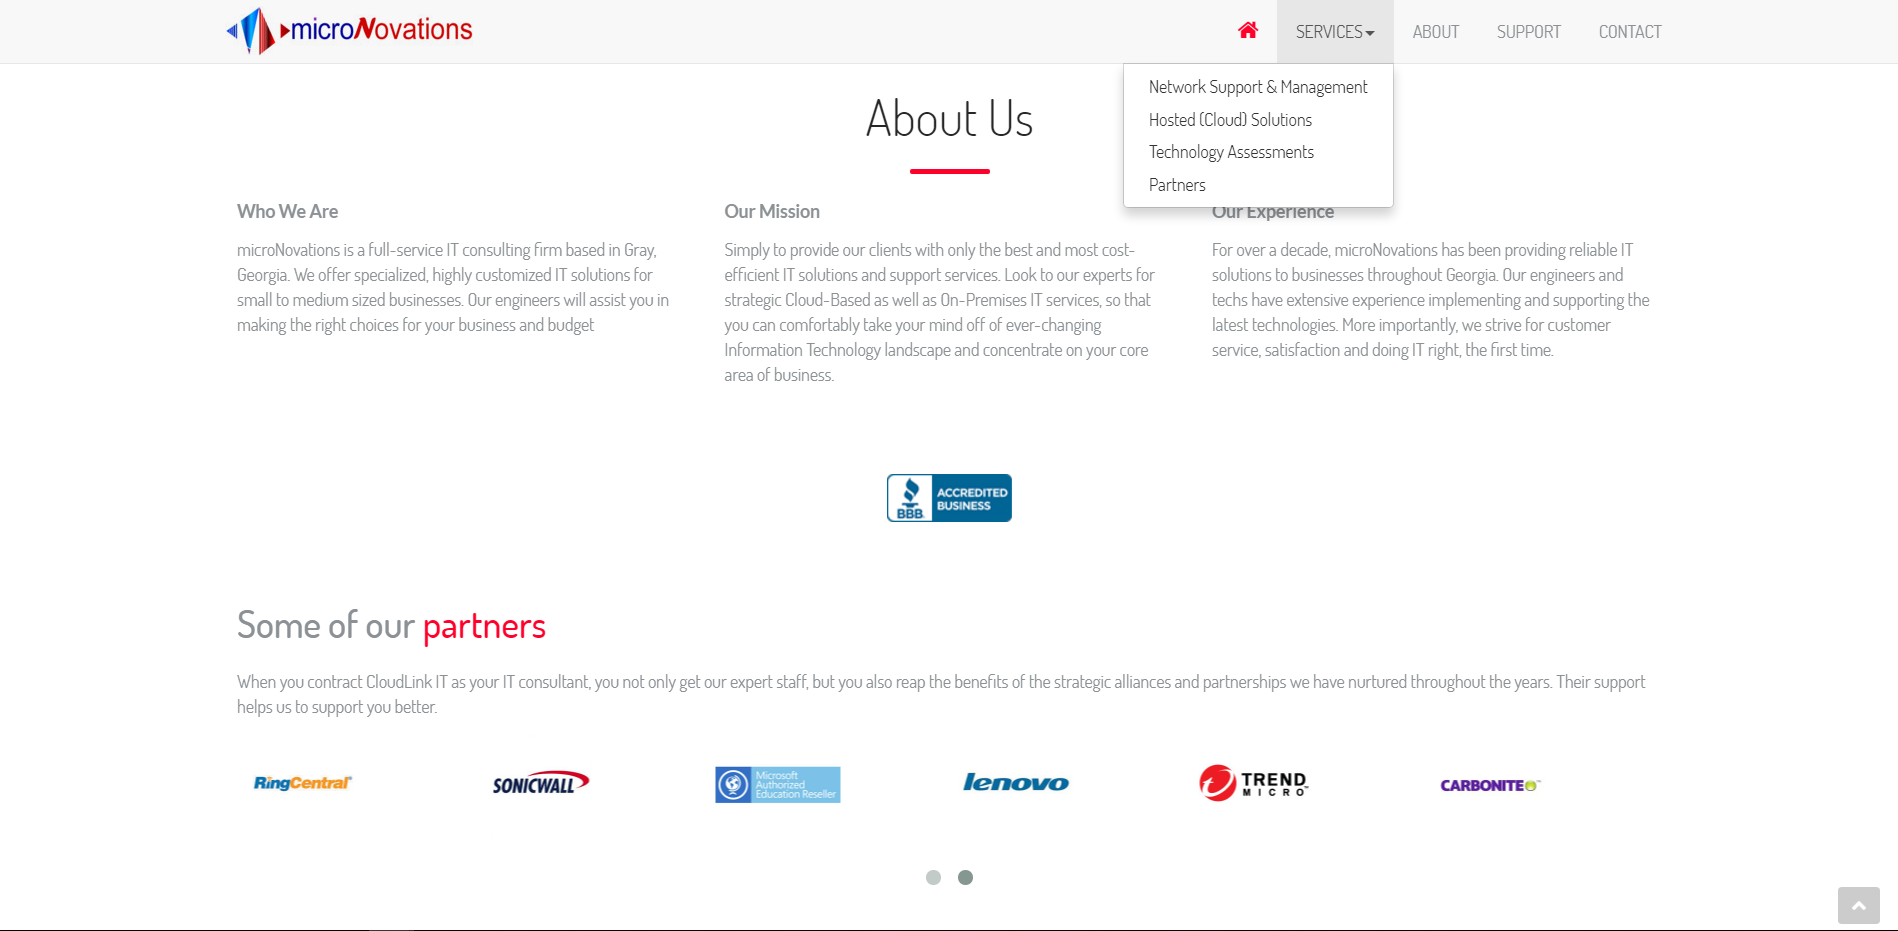 microNovations
SERVICES
ABOUT
SUPPORT
CONTACT
Network Support & Management
Hosted (Cloud) Solutions
Technology Assessments
Partners
About Us
Who We Are
microNovations is a full-service IT consulting firm based in Gray,
Georgia. We offer specialized, highly customized IT solutions for
small to medium sized businesses. Our engineers will assist you in
making the right choices for your business and budget
Our Mission
Simply to provide our clients with only the best and most cost-
efficient IT solutions and support services. Look to our experts for
strategic Cloud-Based as well as On-Premises IT services, so that
you can comfortably take your mind off of ever-changing
Information Technology landscape and concentrate on your core
area of business.
Our Experience
For over a decade, microNovations has been providing reliable IT
solutions to businesses throughout Georgia. Our engineers and
techs have extensive experience implementing and supporting the
latest technologies. More importantly, we strive for customer
service, satisfaction and doing IT right, the first time.
BBB
ACCREDITED
BUSINESS
Some of our partners
When you contract CloudLink IT as your IT consultant, you not only get our expert staff, but you also reap the benefits of the strategic alliances and partnerships we have nurtured throughout the years. Their support
helps us to support you better.
RingCentral
SONICWALL
Microsoft
Authorized
Education Reseller
lenovo
TREND
MICRO
CARBONITE